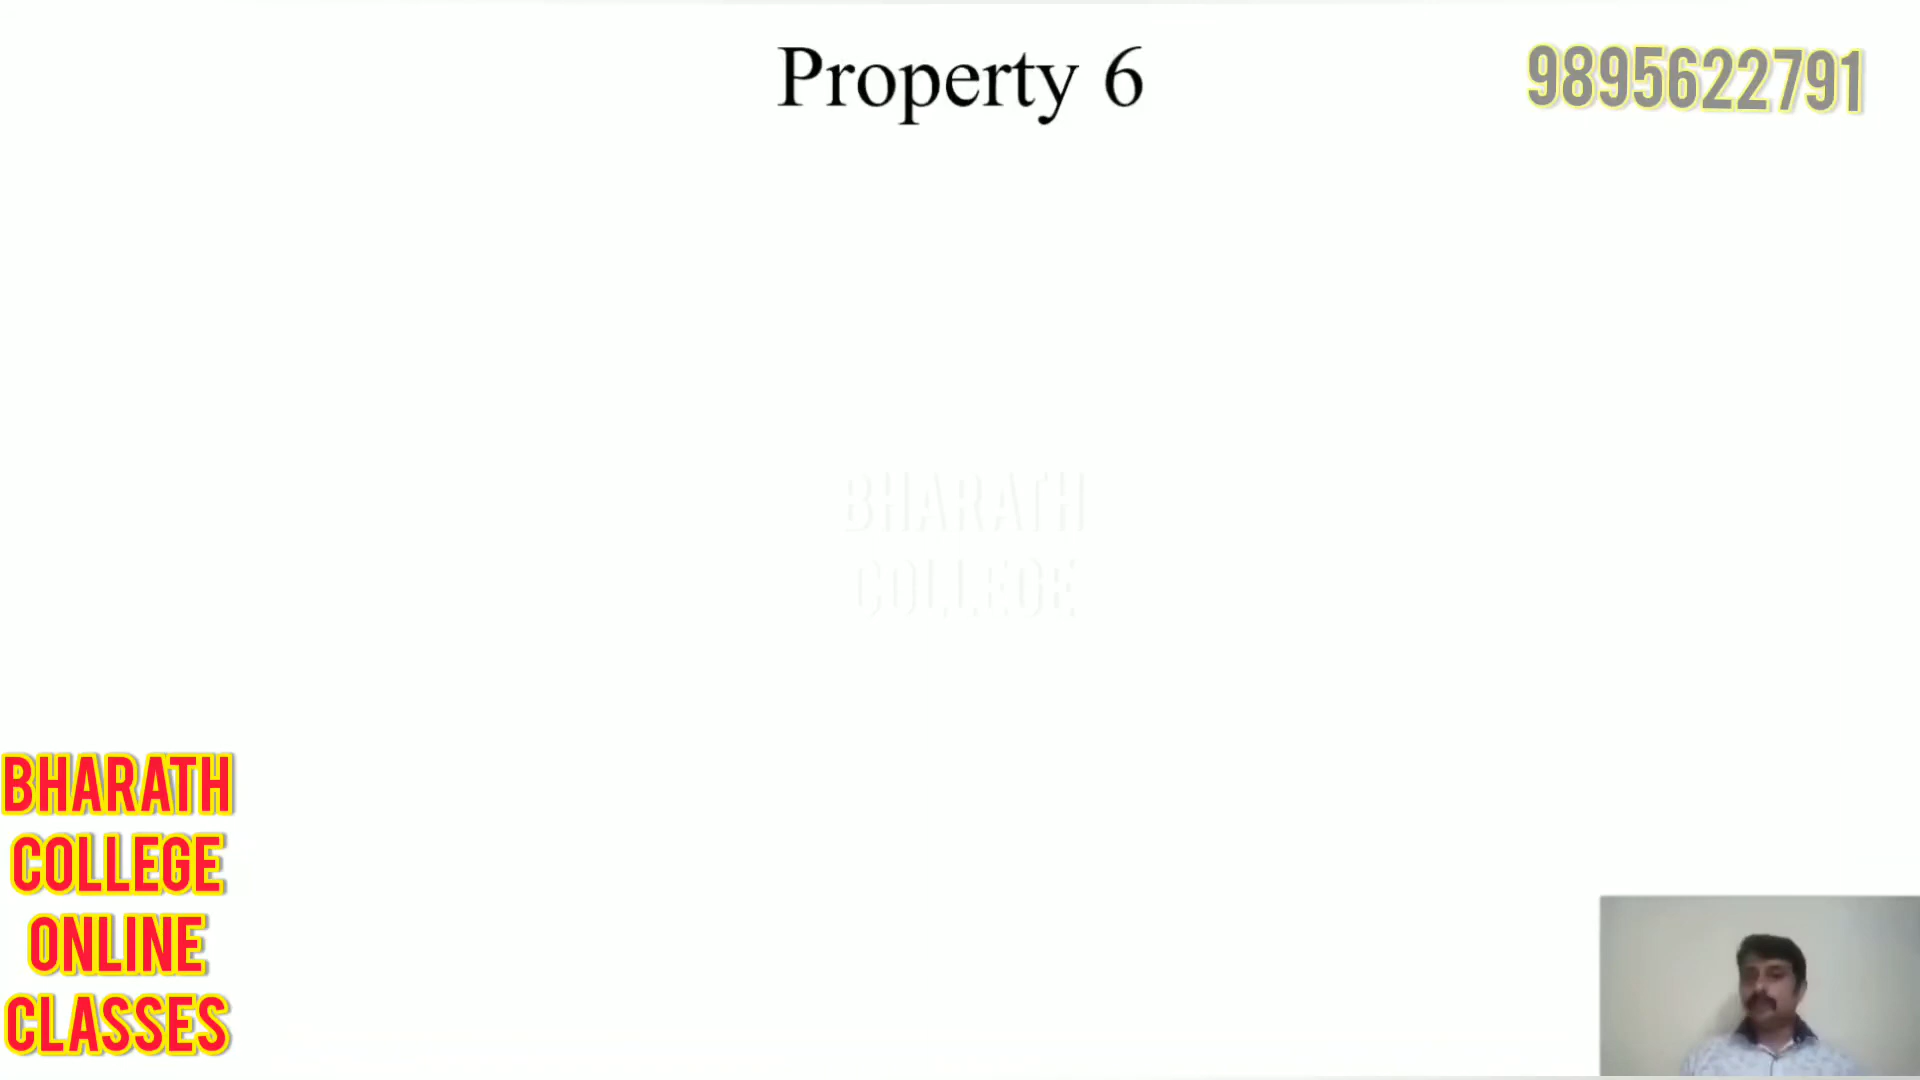 Property 6
9895622791
BHARATH
COLLEGE
BHARATH
COLLEGE
ONLINE
CLASSES